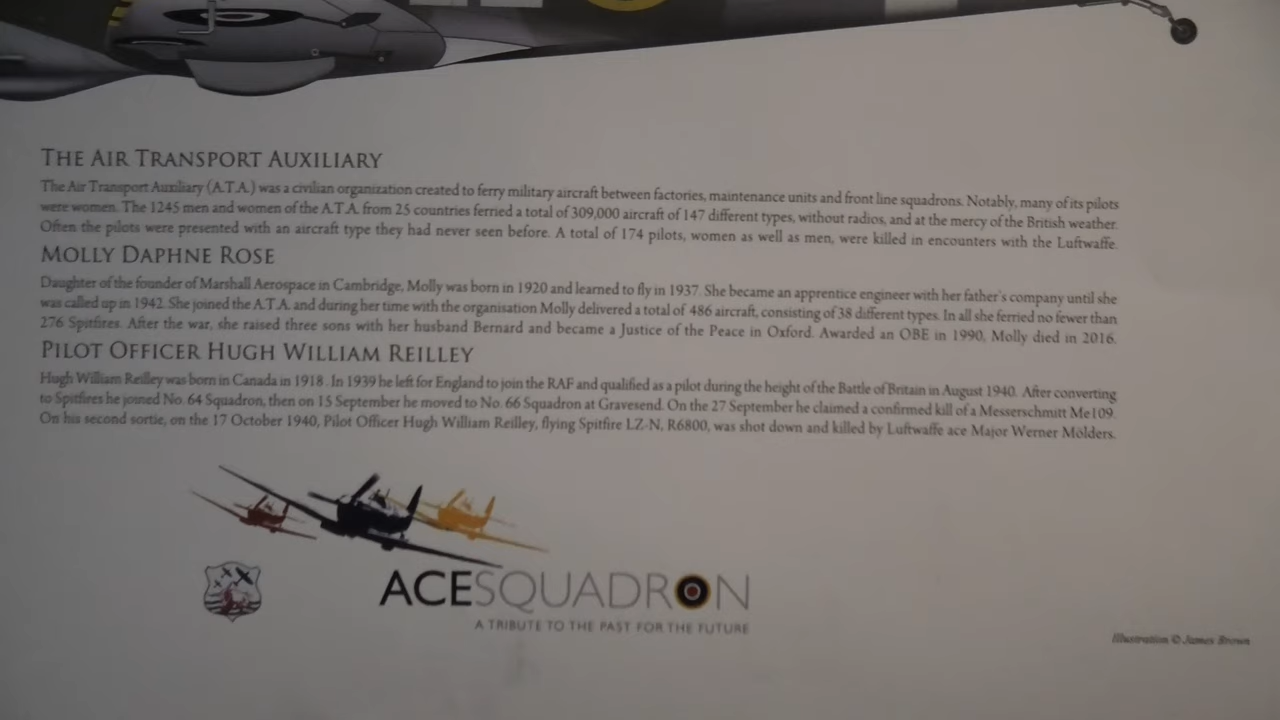 THE AIR TRANSPORT AUXILIARY
The Air Transport Auxiliary (A.T.A.) was a civilian organization created to ferry military aircraft between factories, maintenance units and front line squadrons. Notably, many of its pilots
were women. The 1245 men and women of the A.T.A. from 25 countries ferried a total of 309,000 aircraft of 147 different types, without radios, and at the mercy of the British weather.
Often the pilots were presented with an aircraft type they had never seen before. A total of 174 pilots, women as well as men, were killed in encounters with the Luftwaffe.
MOLLY DAPHNE ROSE
Daughter of the founder of Marshall Aerospace in Cambridge, Molly was born in 1920 and learned to fly in 1937. She became an apprentice engineer with her father's company until she
was called up in 1942. She joined the A.T.A. and during her time with the organisation Molly delivered a total of 486 aircraft, consisting of 38 different types. In all she ferried no fewer than
276 Spitfires. After the war, she raised three sons with her husband Bernard and became a Justice of the Peace in Oxford. Awarded an OBE in 1990, Molly died in 2016.
PILOT OFFICER HUGH WILLIAM REILLEY
Hugh William Reilley was born in Canada in 1918. In 1939 he left for England to join the RAF and qualified as a pilot during the height of the Battle of Britain in August 1940. After converting
to Spitfires he joined No. 64 Squadron, then on 15 September he moved to No. 66 Squadron at Gravesend. On the 27 September he claimed a confirmed kill of a Messerschmitt Me109.
On his second sortie, on the 17 October 1940, Pilot Officer Hugh William Reilley, flying Spitfire LZ-N, R6800, was shot down and killed by Luftwaffe ace Major Werner Mölders.
ACESQUADRON
A TRIBUTE TO THE PAST FOR THE FUTURE
Illustration © James Brown